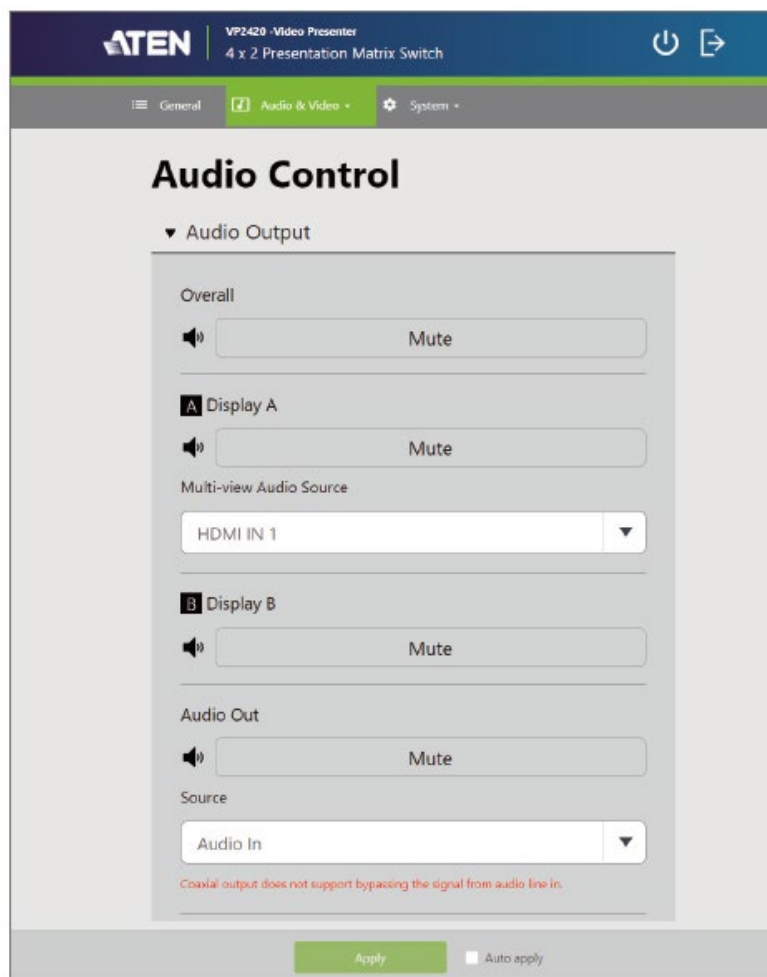 ATEN
VP2420 -Video Presenter
4 x 2 Presentation Matrix Switch
General
Audio & Video
System
Audio Control
Audio Output
Overall
Mute
A Display A
Mute
Multi-view Audio Source
HDMI IN 1
B Display B
Mute
Audio Out
Mute
Source
Audio In
Coaxial output does not support bypassing the signal from audio line in.
Apply
Auto apply